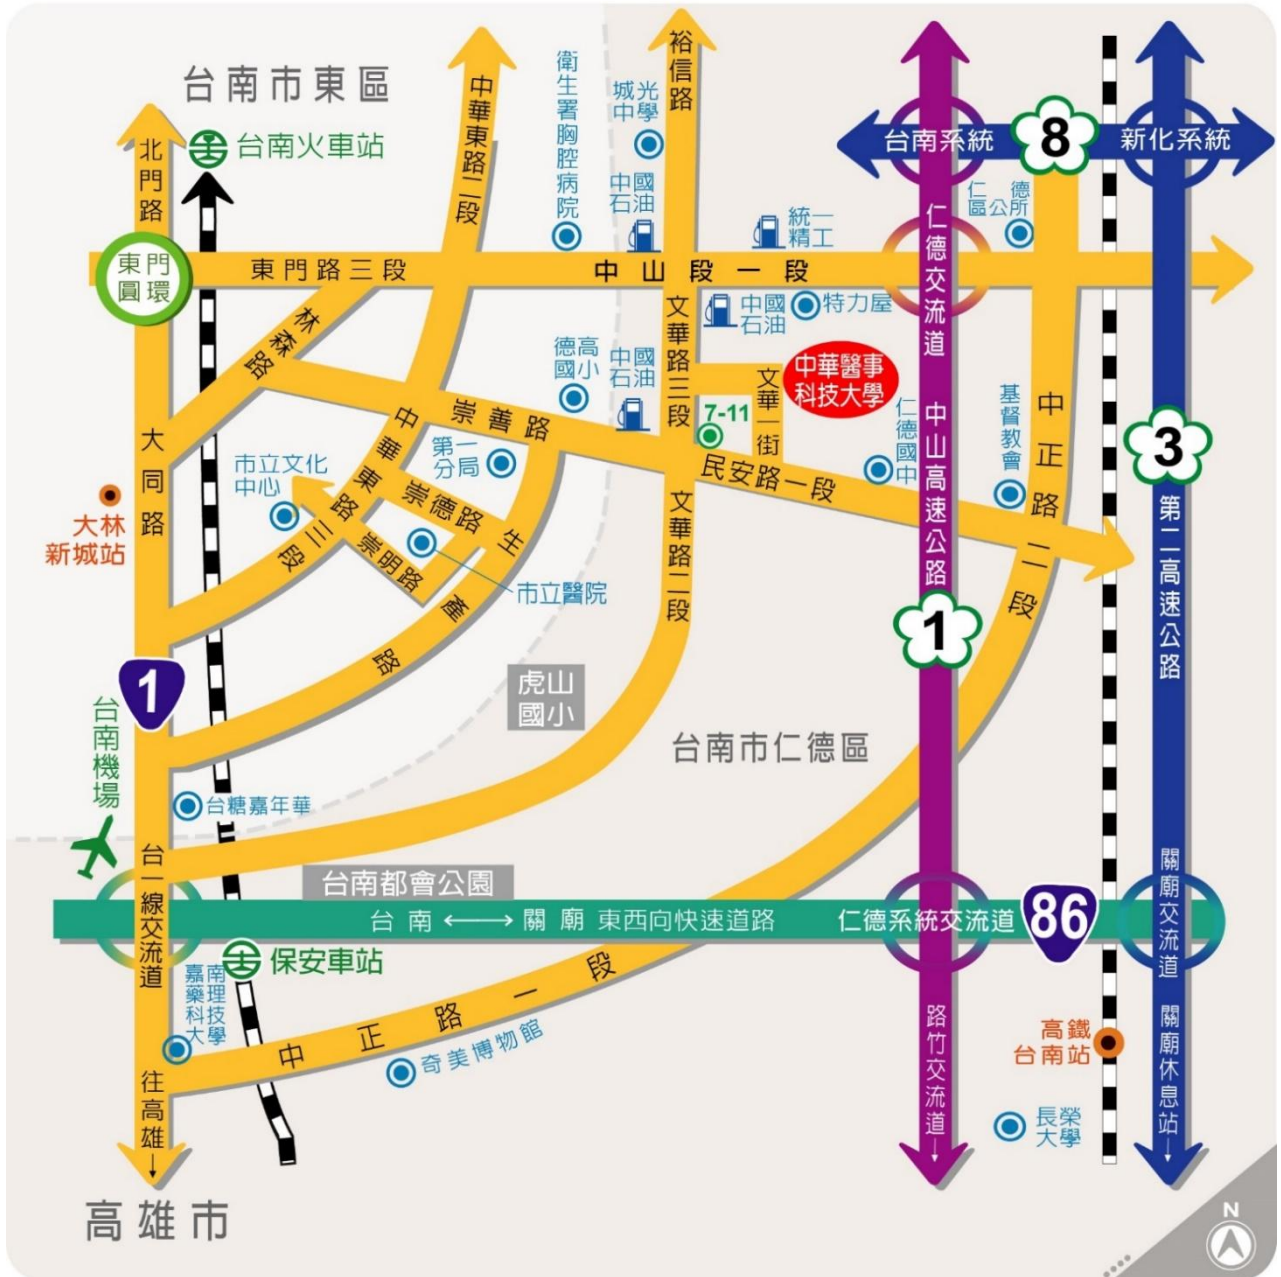 台南市東區
台南火車站
北門路
中華東路二段
衛生署胸腔病院
城光
中學
中國
石油
裕信路
統一
精工
台南系統
8
新化系統
仁德
區公所
仁德交流道
東門
圓環
東門路三段
中山段一段
中國
石油
特力屋
文華路三段
林森路
德高
國小
中國
石油
中華醫事
科技大學
文華一街
7-11
基督教會
中正路二段
仁德
國中
中山高速公路
3
大同路
崇善路
中華東路三段
第一
分局
市立文化
中心
崇德路
崇明路
生產路
民安路一段
大林
新城站
市立醫院
文華路二段
第二高速公路
1
1
虎山
國小
台南市仁德區
台南機場
台糖嘉年華
台一線交流道
台南都會公園
台南 ⟷ 關廟 東西向快速道路
仁德系統交流道
86
關廟交流道
保安車站
嘉南
藥理
科技
大學
中正路一段
奇美博物館
路竹交流道→
高鐵
台南站
關廟休息站→
長榮
大學
往高雄→
高雄市
N